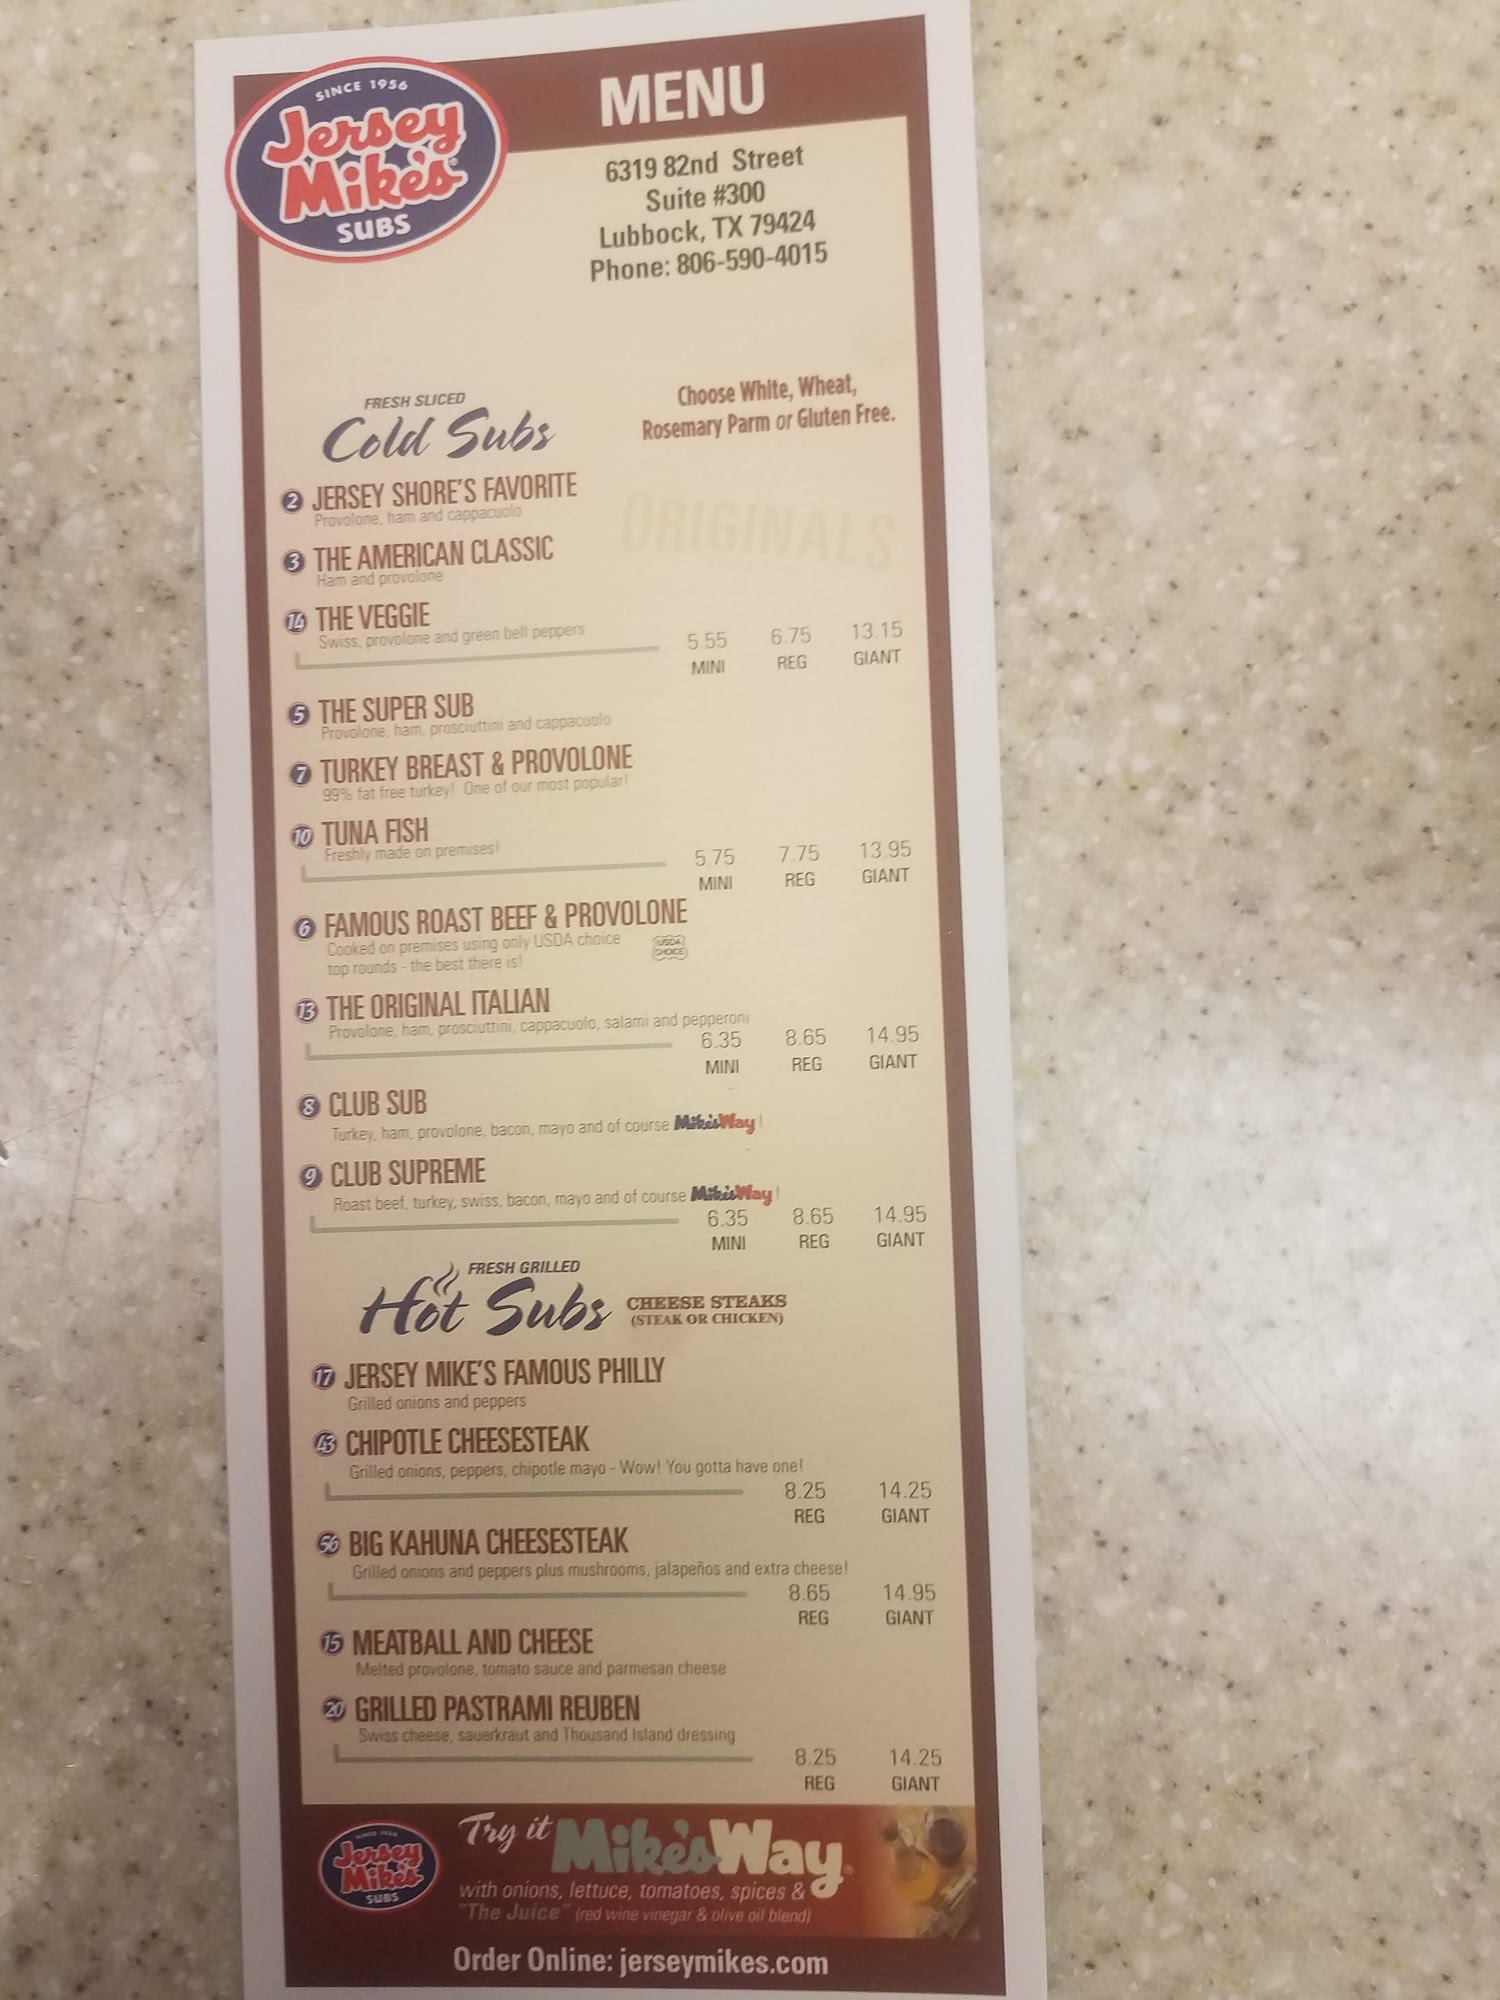 SINCE 1956
Jersey
Mike's
SUBS
MENU
6319 82nd Street
Suite #300
Lubbock, TX 79424
Phone: 806-590-4015
FRESH SLICED
Cold Subs
Choose White, Wheat,
Rosemary Parm or Gluten Free.
ORIGINALS
2 JERSEY SHORE'S FAVORITE
Provolone, ham and cappacuolo
3 THE AMERICAN CLASSIC
Ham and provolone
14 THE VEGGIE
Swiss, provolone and green bell peppers
5.55 6.75 13.15
MINI REG GIANT
5 THE SUPER SUB
Provolone, ham, prosciuttini and cappacuolo
7 TURKEY BREAST & PROVOLONE
99% fat free turkey! One of our most popular!
10 TUNA FISH
Freshly made on premises!
5.75 7.75 13.95
MINI REG GIANT
6 FAMOUS ROAST BEEF & PROVOLONE
Cooked on premises using only USDA choice
top rounds - the best there is!
USDA
CHOICE
13 THE ORIGINAL ITALIAN
Provolone, ham, prosciuttini, cappacuolo, salami and pepperoni
6.35 8.65 14.95
MINI REG GIANT
8 CLUB SUB
Turkey, ham, provolone, bacon, mayo and of course Mike's Way!
9 CLUB SUPREME
Roast beef, turkey, swiss, bacon, mayo and of course Mike's Way!
6.35 8.65 14.95
MINI REG GIANT
FRESH GRILLED
Hot Subs
CHEESE STEAKS
(STEAK OR CHICKEN)
17 JERSEY MIKE'S FAMOUS PHILLY
Grilled onions and peppers
43 CHIPOTLE CHEESESTEAK
Grilled onions, peppers, chipotle mayo - Wow! You gotta have one!
8.25 14.25
REG GIANT
56 BIG KAHUNA CHEESESTEAK
Grilled onions and peppers plus mushrooms, jalapeños and extra cheese!
8.65 14.95
REG GIANT
15 MEATBALL AND CHEESE
Melted provolone, tomato sauce and parmesan cheese
20 GRILLED PASTRAMI REUBEN
Swiss cheese, sauerkraut and Thousand Island dressing
8.25 14.25
REG GIANT
SINCE 1956
Jersey
Mike's
SUBS
Try it Mike's Way®
with onions, lettuce, tomatoes, spices &
"The Juice" (red wine vinegar & olive oil blend)
Order Online: jerseymikes.com